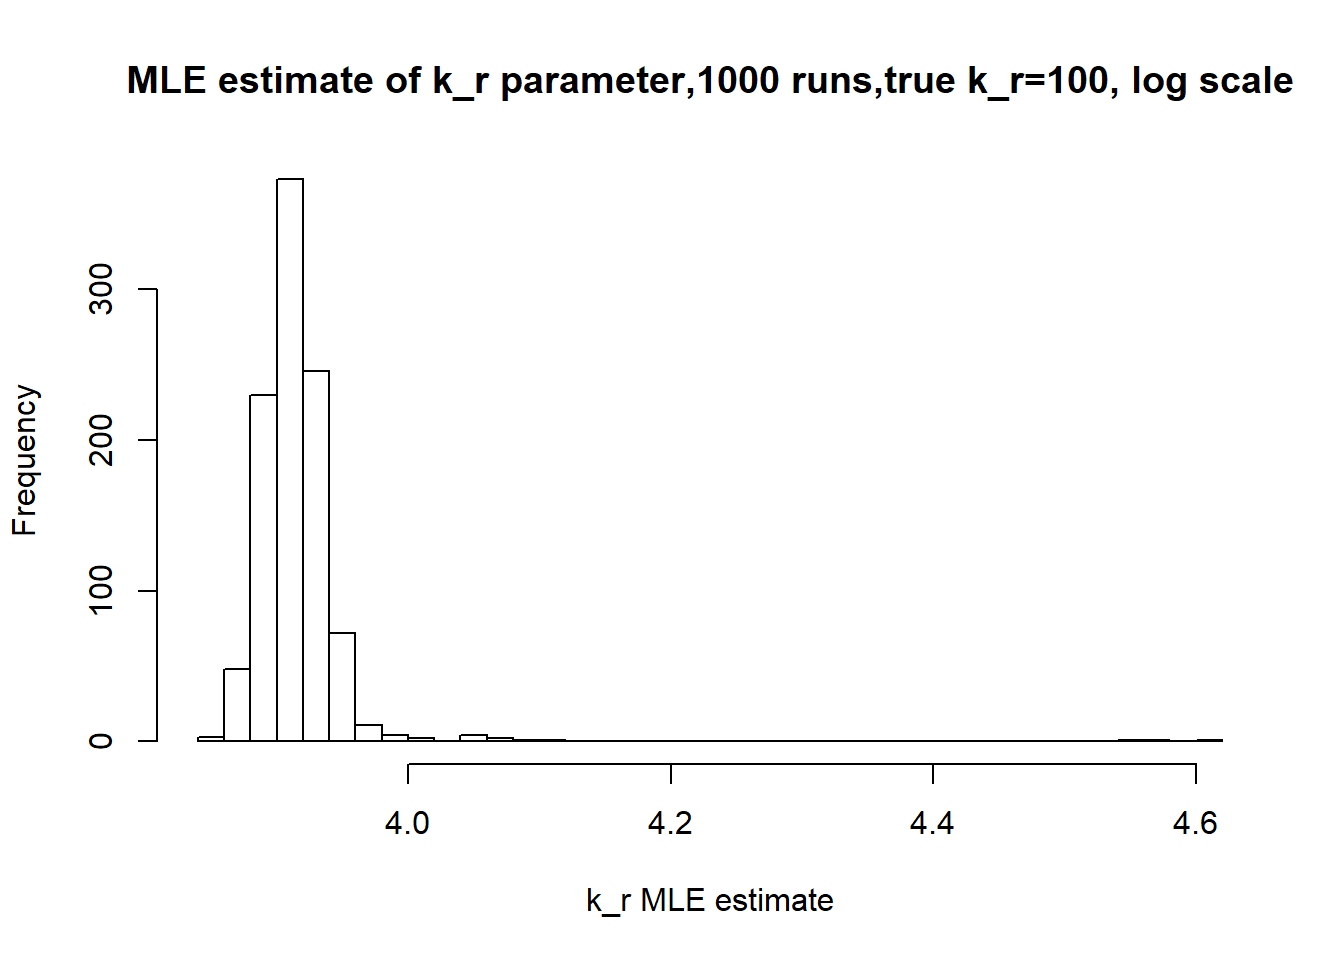 MLE estimate of k_r parameter,1000 runs,true k_r=100, log scale
300
200
100
0
Frequency
4.0 4.2 4.4 4.6
k_r MLE estimate